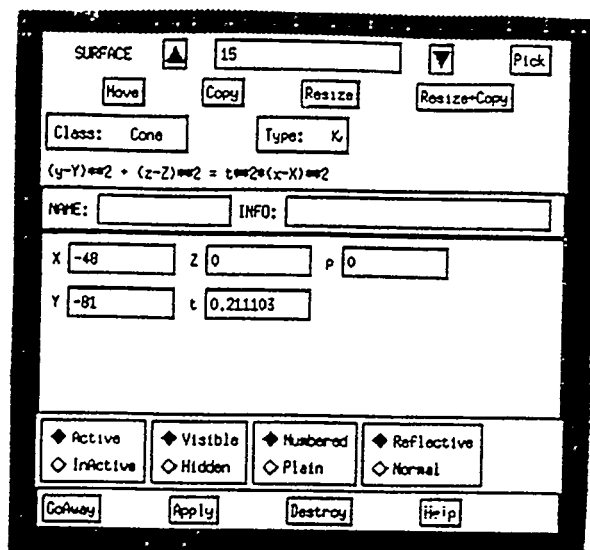 SURFACE ▲ 15 ▼ Pick
Move Copy Resize Resize+Copy
Class: Cone Type: K
(y-Y)**2 + (z-Z)**2 = t**2*(x-X)**2
NAME: INFO:
X -48 Z 0 p 0
Y -81 t 0.211103
◆ Active ◆ Visible ◆ Numbered ◆ Reflective
◇ InActive ◇ Hidden ◇ Plain ◇ Normal
GoAway Apply Destroy Help